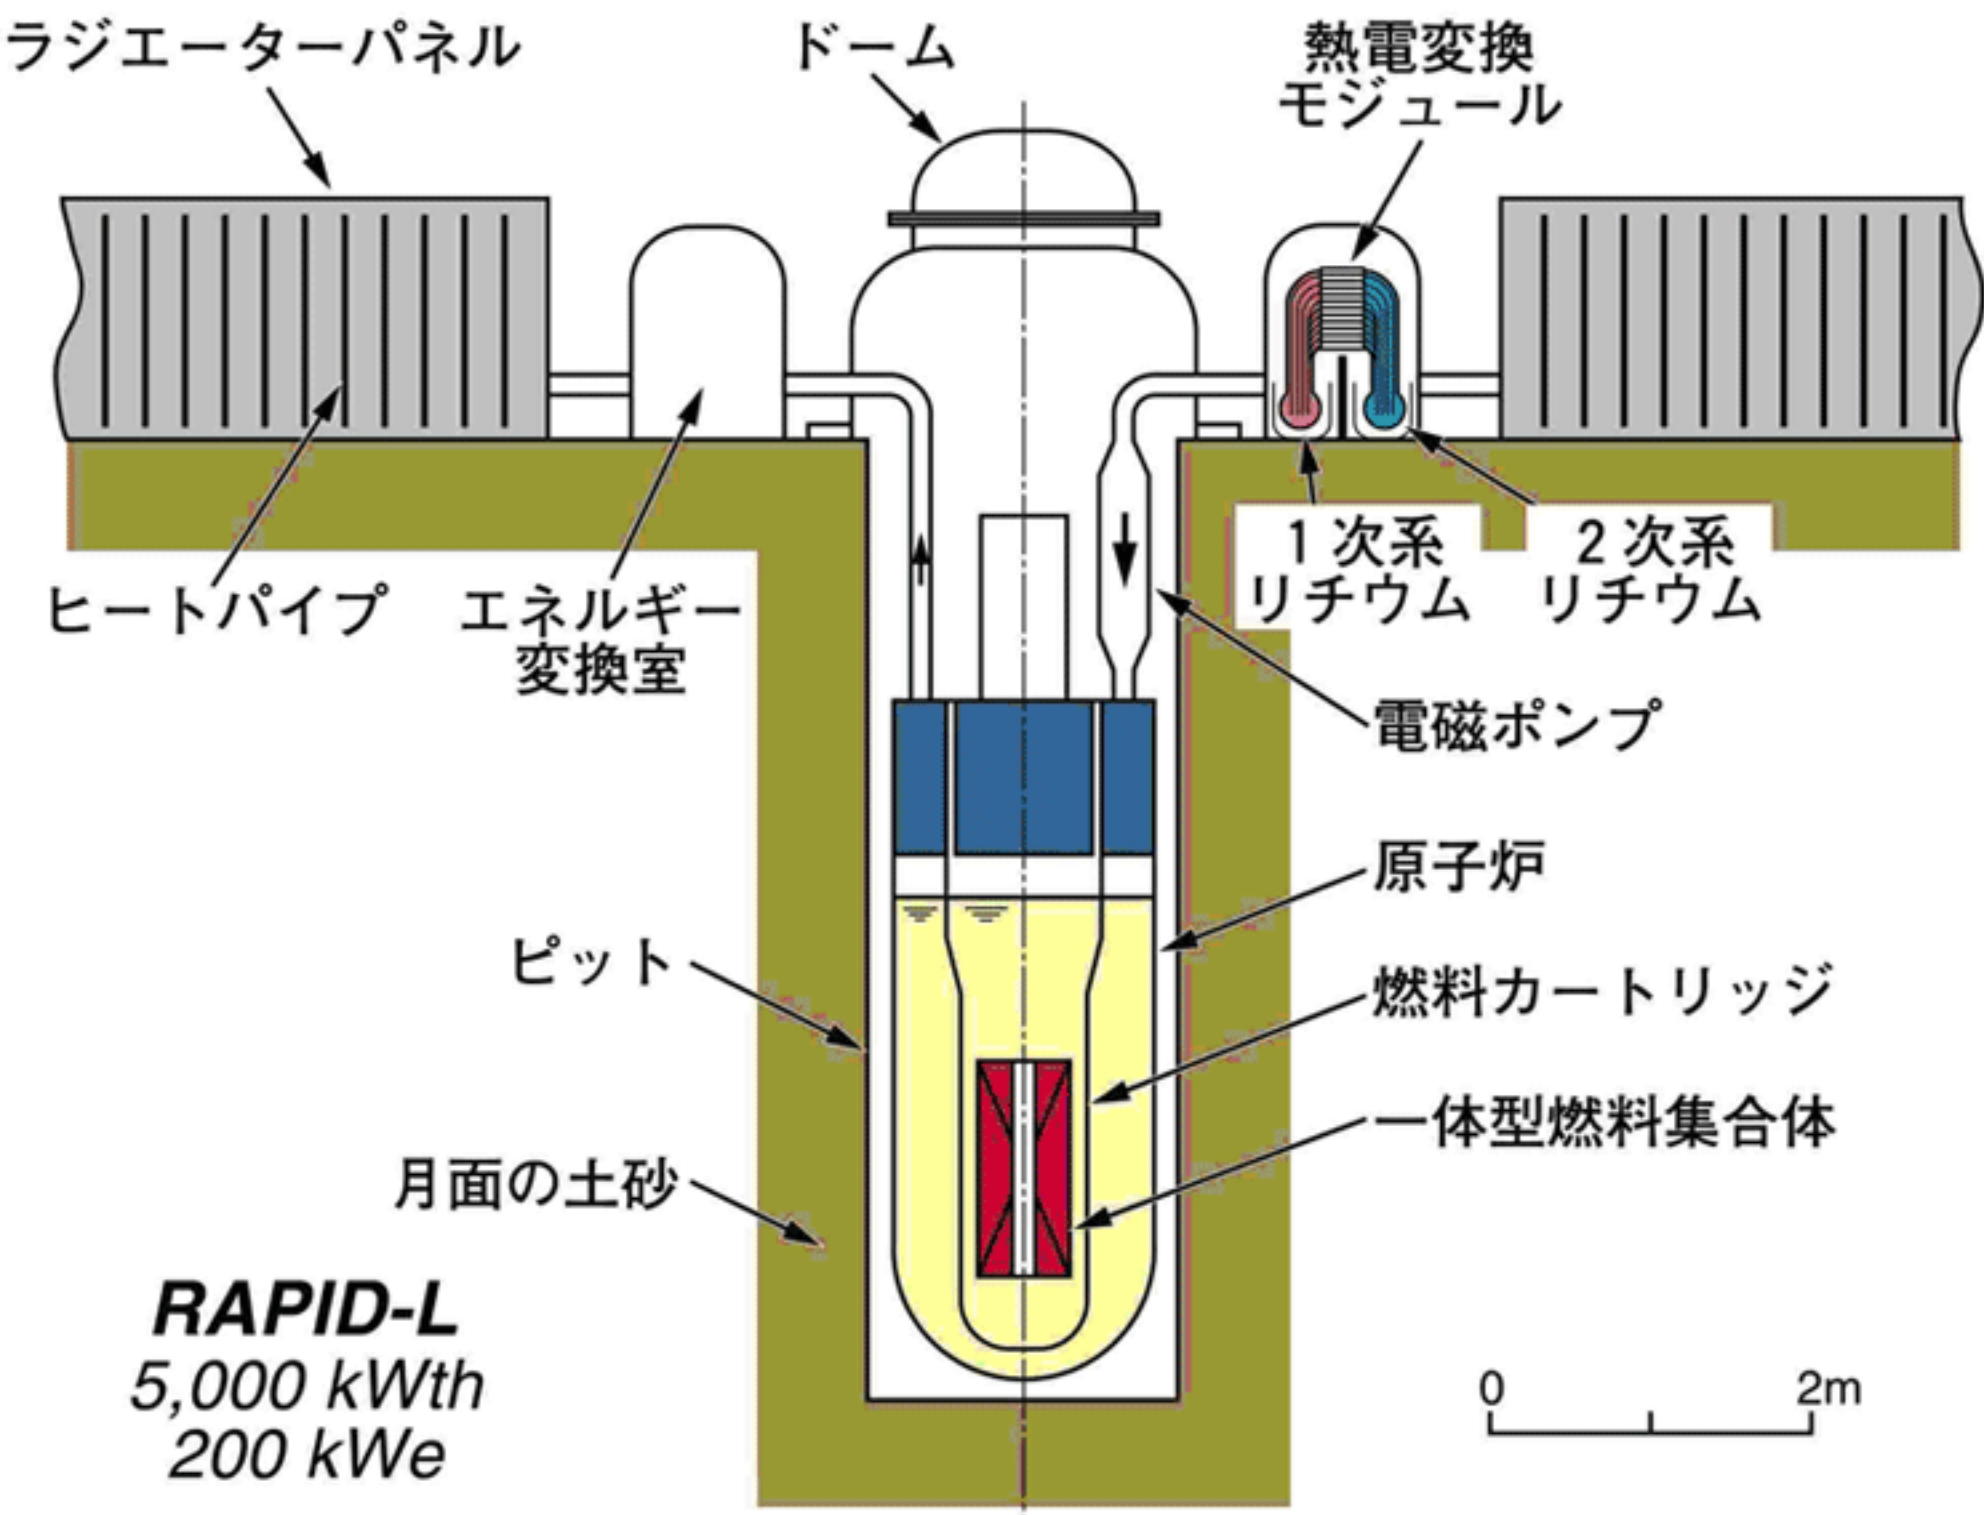 ラジエーターパネル
ドーム
熱電変換
モジュール
ヒートパイプ
エネルギー
変換室
1次系
リチウム
2次系
リチウム
電磁ポンプ
原子炉
ピット
燃料カートリッジ
一体型燃料集合体
月面の土砂
RAPID-L
5,000 kWth
200 kWe
0 2m